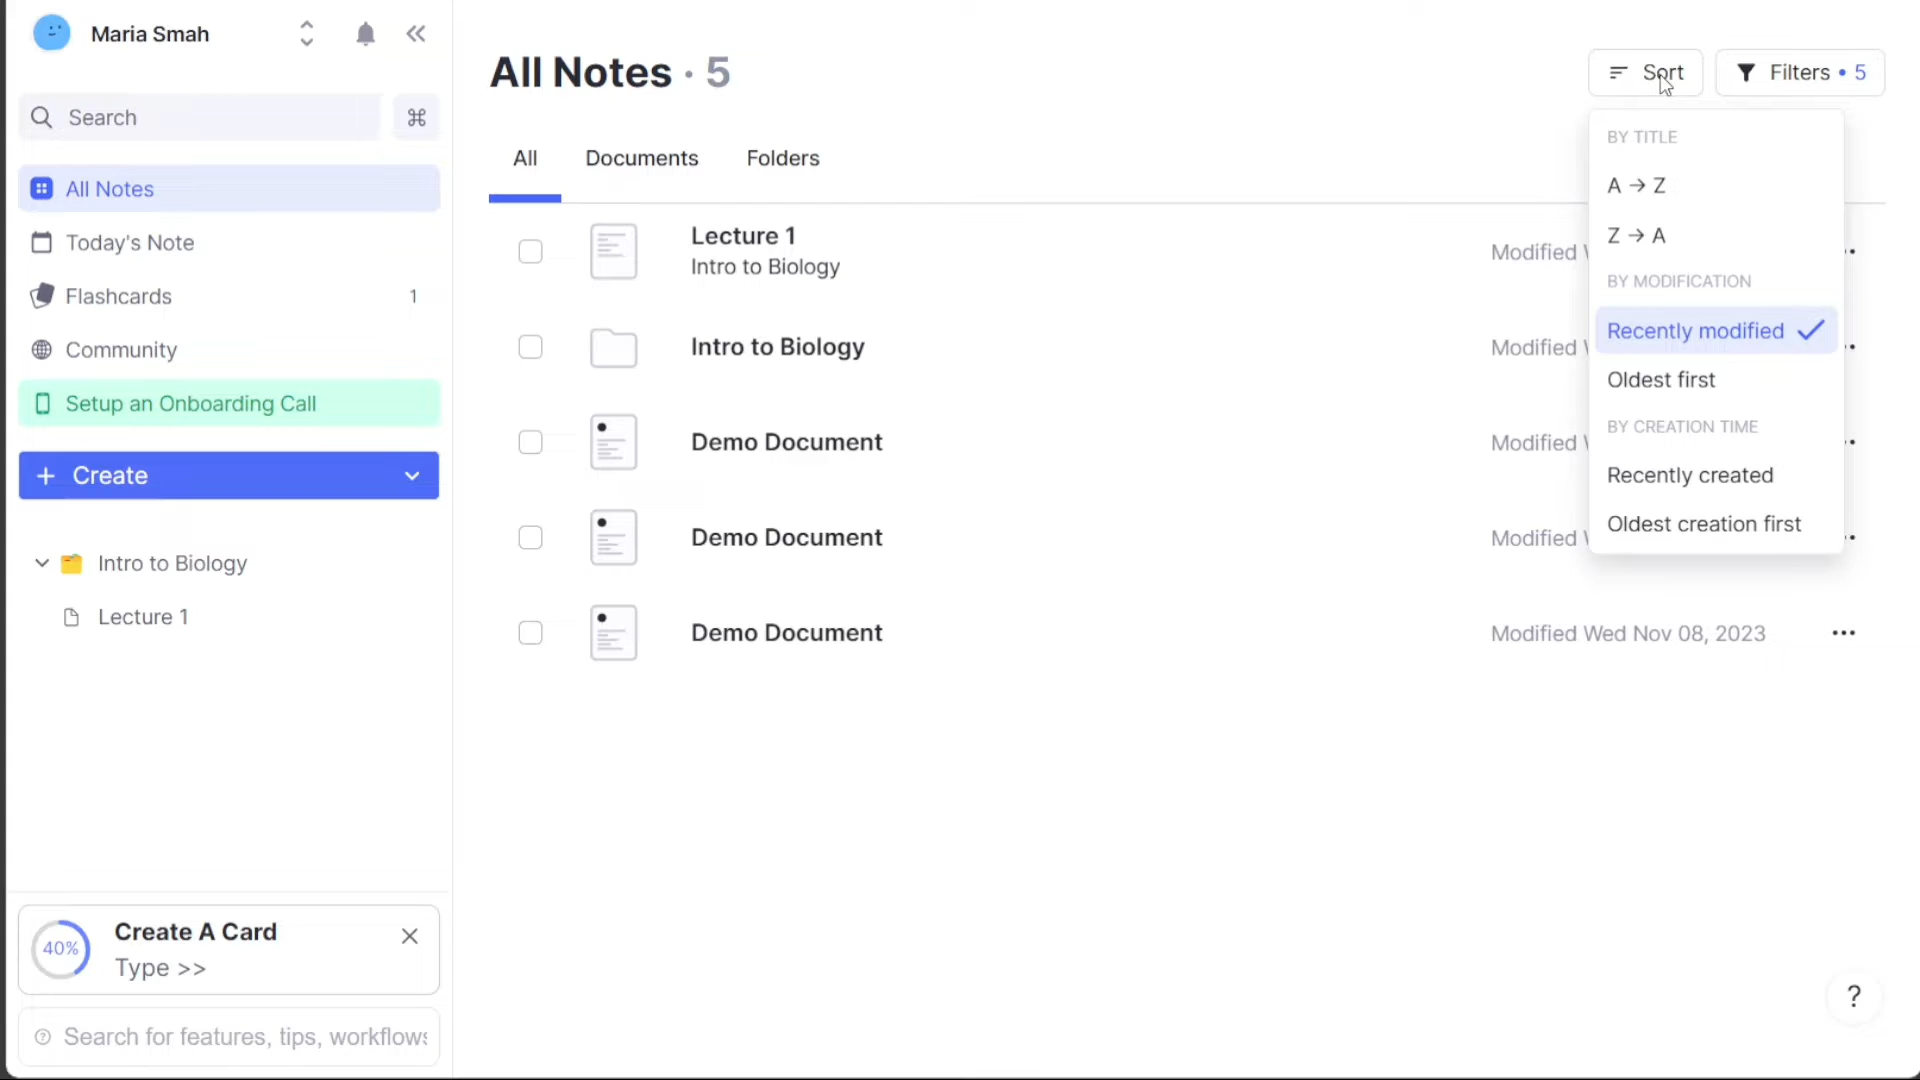 Maria Smah
Search
⌘
All Notes
Today's Note
Flashcards 1
Community
Setup an Onboarding Call
+ Create
Intro to Biology
Lecture 1
40%
Create A Card
Type >>
Search for features, tips, workflows
All Notes · 5
Sort
Filters • 5
All Documents Folders
Lecture 1
Intro to Biology
Modified
Intro to Biology
Modified
Demo Document
Modified
Demo Document
Modified
Demo Document
Modified Wed Nov 08, 2023
BY TITLE
A → Z
Z → A
BY MODIFICATION
Recently modified
Oldest first
BY CREATION TIME
Recently created
Oldest creation first
?